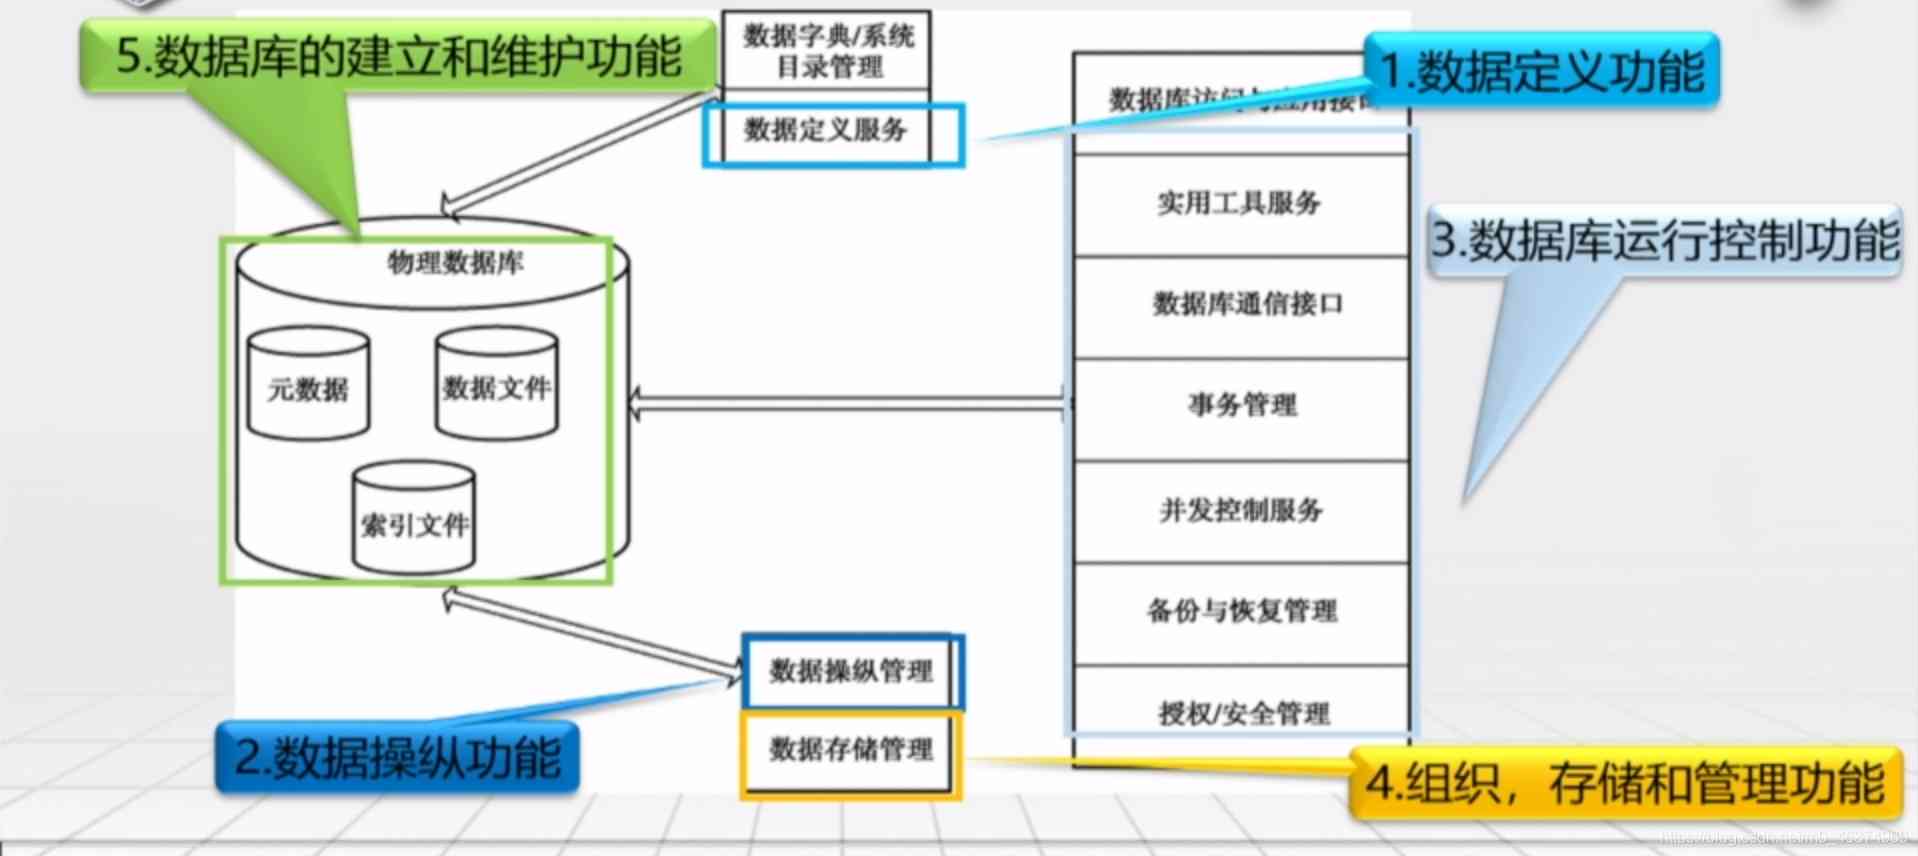 5.数据库的建立和维护功能
数据字典/系统
目录管理
数据定义服务
1.数据定义功能
数据库访问与应用接口
实用工具服务
数据库通信接口
事务管理
并发控制服务
备份与恢复管理
授权/安全管理
3.数据库运行控制功能
物理数据库
元数据
数据文件
索引文件
数据操纵管理
数据存储管理
2.数据操纵功能
4.组织，存储和管理功能